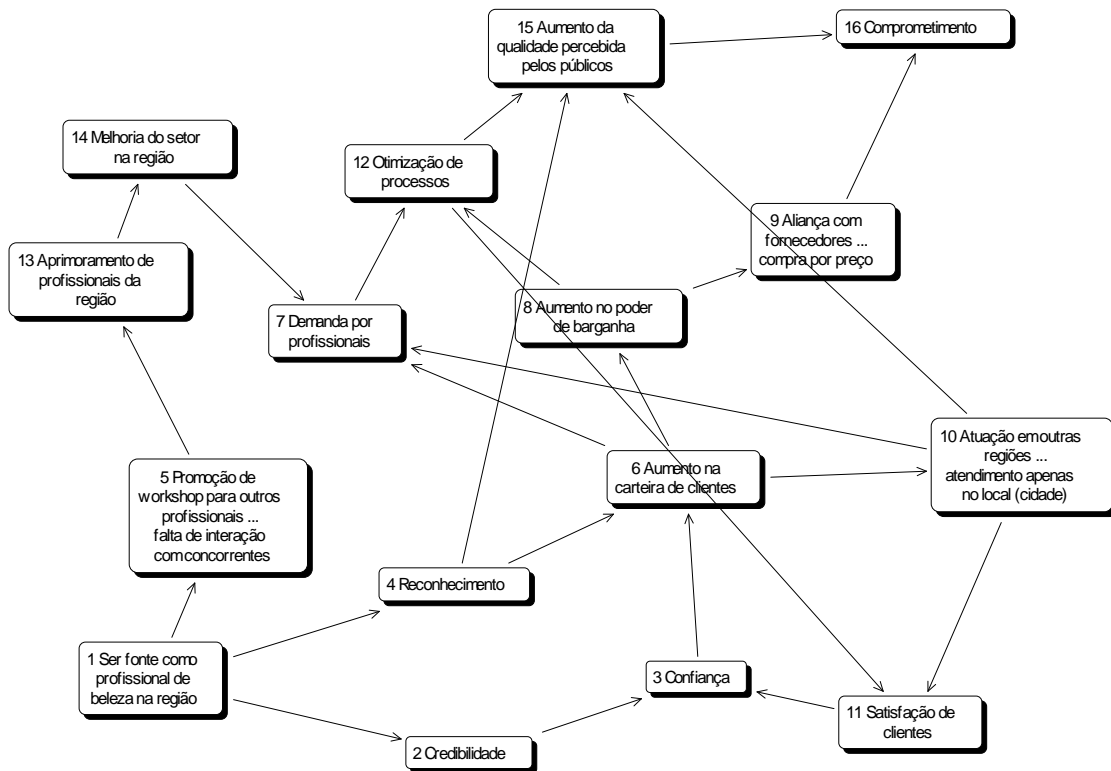 15 Aumento da
qualidade percebida
pelos públicos
16 Comprometimento
14 Melhoria do setor
na região
12 Otimização de
processos
9 Aliança com
fornecedores ...
compra por preço
13 Aprimoramento de
profissionais da
região
8 Aumento no poder
de barganha
7 Demanda por
profissionais
10 Atuação em outras
regiões ...
atendimento apenas
no local (cidade)
5 Promoção de
workshop para outros
profissionais ...
falta de interação
com concorrentes
6 Aumento na
carteira de clientes
4 Reconhecimento
1 Ser fonte como
profissional de
beleza na região
3 Confiança
11 Satisfação de
clientes
2 Credibilidade